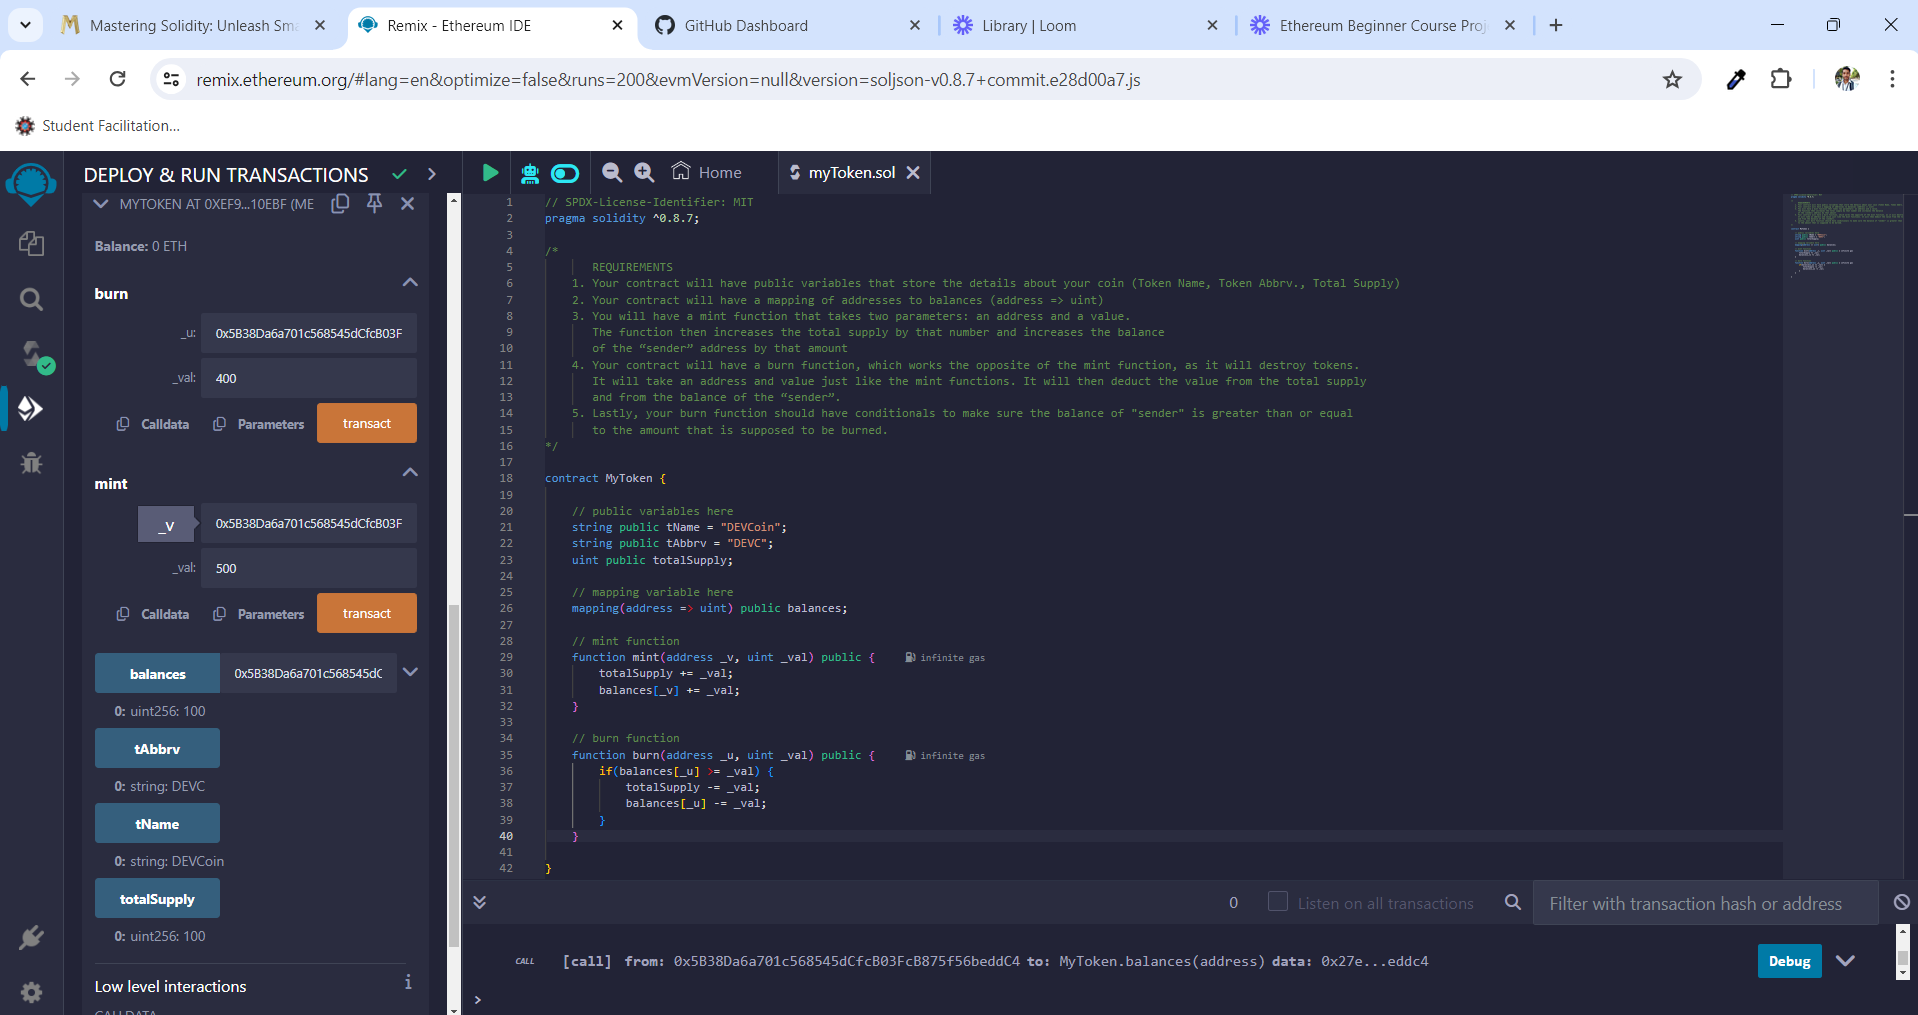 Mastering Solidity: Unleash Sma
Remix - Ethereum IDE
GitHub Dashboard
Library | Loom
Ethereum Beginner Course Proj
remix.ethereum.org/#lang=en&optimize=false&runs=200&evmVersion=null&version=soljson-v0.8.7+commit.e28d00a7.js
Student Facilitation...
DEPLOY & RUN TRANSACTIONS
MYTOKEN AT 0XEF9...10EBF (ME
Balance: 0 ETH
burn
_u: 0x5B38Da6a701c568545dCfcB03F
_val: 400
Calldata Parameters transact
mint
_v 0x5B38Da6a701c568545dCfcB03F
_val: 500
Calldata Parameters transact
balances 0x5B38Da6a701c568545dC
0: uint256: 100
tAbbrv
0: string: DEVC
tName
0: string: DEVCoin
totalSupply
0: uint256: 100
Low level interactions
i
CALLDATA
Home
myToken.sol
1 // SPDX-License-Identifier: MIT
2 pragma solidity ^0.8.7;
3
4 /*
5 REQUIREMENTS
6 1. Your contract will have public variables that store the details about your coin (Token Name, Token Abbrv., Total Supply)
7 2. Your contract will have a mapping of addresses to balances (address => uint)
8 3. You will have a mint function that takes two parameters: an address and a value.
9 The function then increases the total supply by that number and increases the balance
10 of the “sender” address by that amount
11 4. Your contract will have a burn function, which works the opposite of the mint function, as it will destroy tokens.
12 It will take an address and value just like the mint functions. It will then deduct the value from the total supply
13 and from the balance of the “sender”.
14 5. Lastly, your burn function should have conditionals to make sure the balance of "sender" is greater than or equal
15 to the amount that is supposed to be burned.
16 */
17
18 contract MyToken {
19
20 // public variables here
21 string public tName = "DEVCoin";
22 string public tAbbrv = "DEVC";
23 uint public totalSupply;
24
25 // mapping variable here
26 mapping(address => uint) public balances;
27
28 // mint function
29 function mint(address _v, uint _val) public { infinite gas
30 totalSupply += _val;
31 balances[_v] += _val;
32 }
33
34 // burn function
35 function burn(address _u, uint _val) public { infinite gas
36 if(balances[_u] >= _val) {
37 totalSupply -= _val;
38 balances[_u] -= _val;
39 }
40 }
41
42 }
0 Listen on all transactions Filter with transaction hash or address
CALL [call] from: 0x5B38Da6a701c568545dCfcB03FcB875f56beddC4 to: MyToken.balances(address) data: 0x27e...eddc4 Debug
>